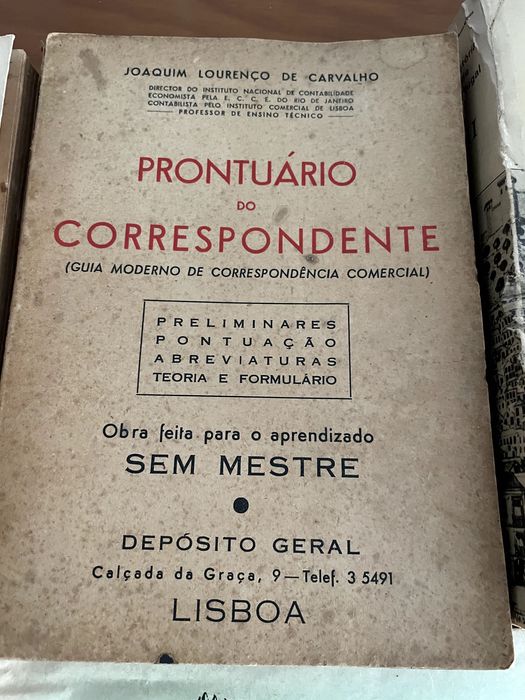 JOAQUIM LOURENÇO DE CARVALHO
DIRECTOR DO INSTITUTO NACIONAL DE CONTABILIDADE
ECONOMISTA PELA E. C. C. E. DO RIO DE JANEIRO
CONTABILISTA PELO INSTITUTO COMERCIAL DE LISBOA
— PROFESSOR DE ENSINO TÉCNICO —
PRONTUÁRIO
DO
CORRESPONDENTE
(GUIA MODERNO DE CORRESPONDÊNCIA COMERCIAL)
PRELIMINARES
PONTUAÇÃO
ABREVIATURAS
TEORIA E FORMULÁRIO
Obra feita para o aprendizado
SEM MESTRE
DEPÓSITO GERAL
Calçada da Graça, 9 — Telef. 3 5491
LISBOA